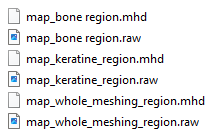 map_bone region.mhd
map_bone region.raw
map_keratine_region.mhd
map_keratine_region.raw
map_whole_meshing_region.mhd
map_whole_meshing_region.raw